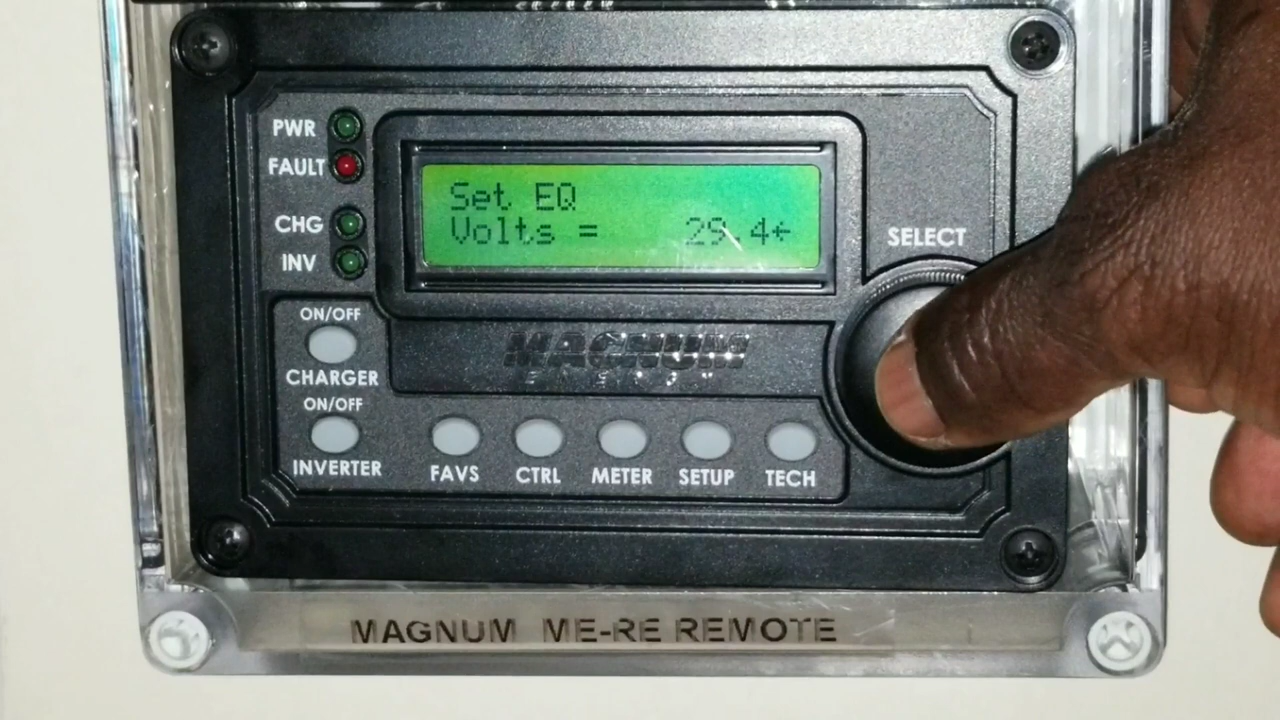 PWR
FAULT
CHG
INV
Set EQ
Volts = 29.4←
SELECT
ON/OFF
CHARGER
ON/OFF
INVERTER
MAGNUM
FAVS
CTRL
METER
SETUP
TECH
MAGNUM ME-RE REMOTE